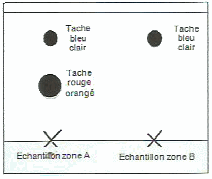 Tache
bleu
clair
Tache
bleu
clair
Tache
rouge
orangé
Echantillon zone A
Echantillon zone B